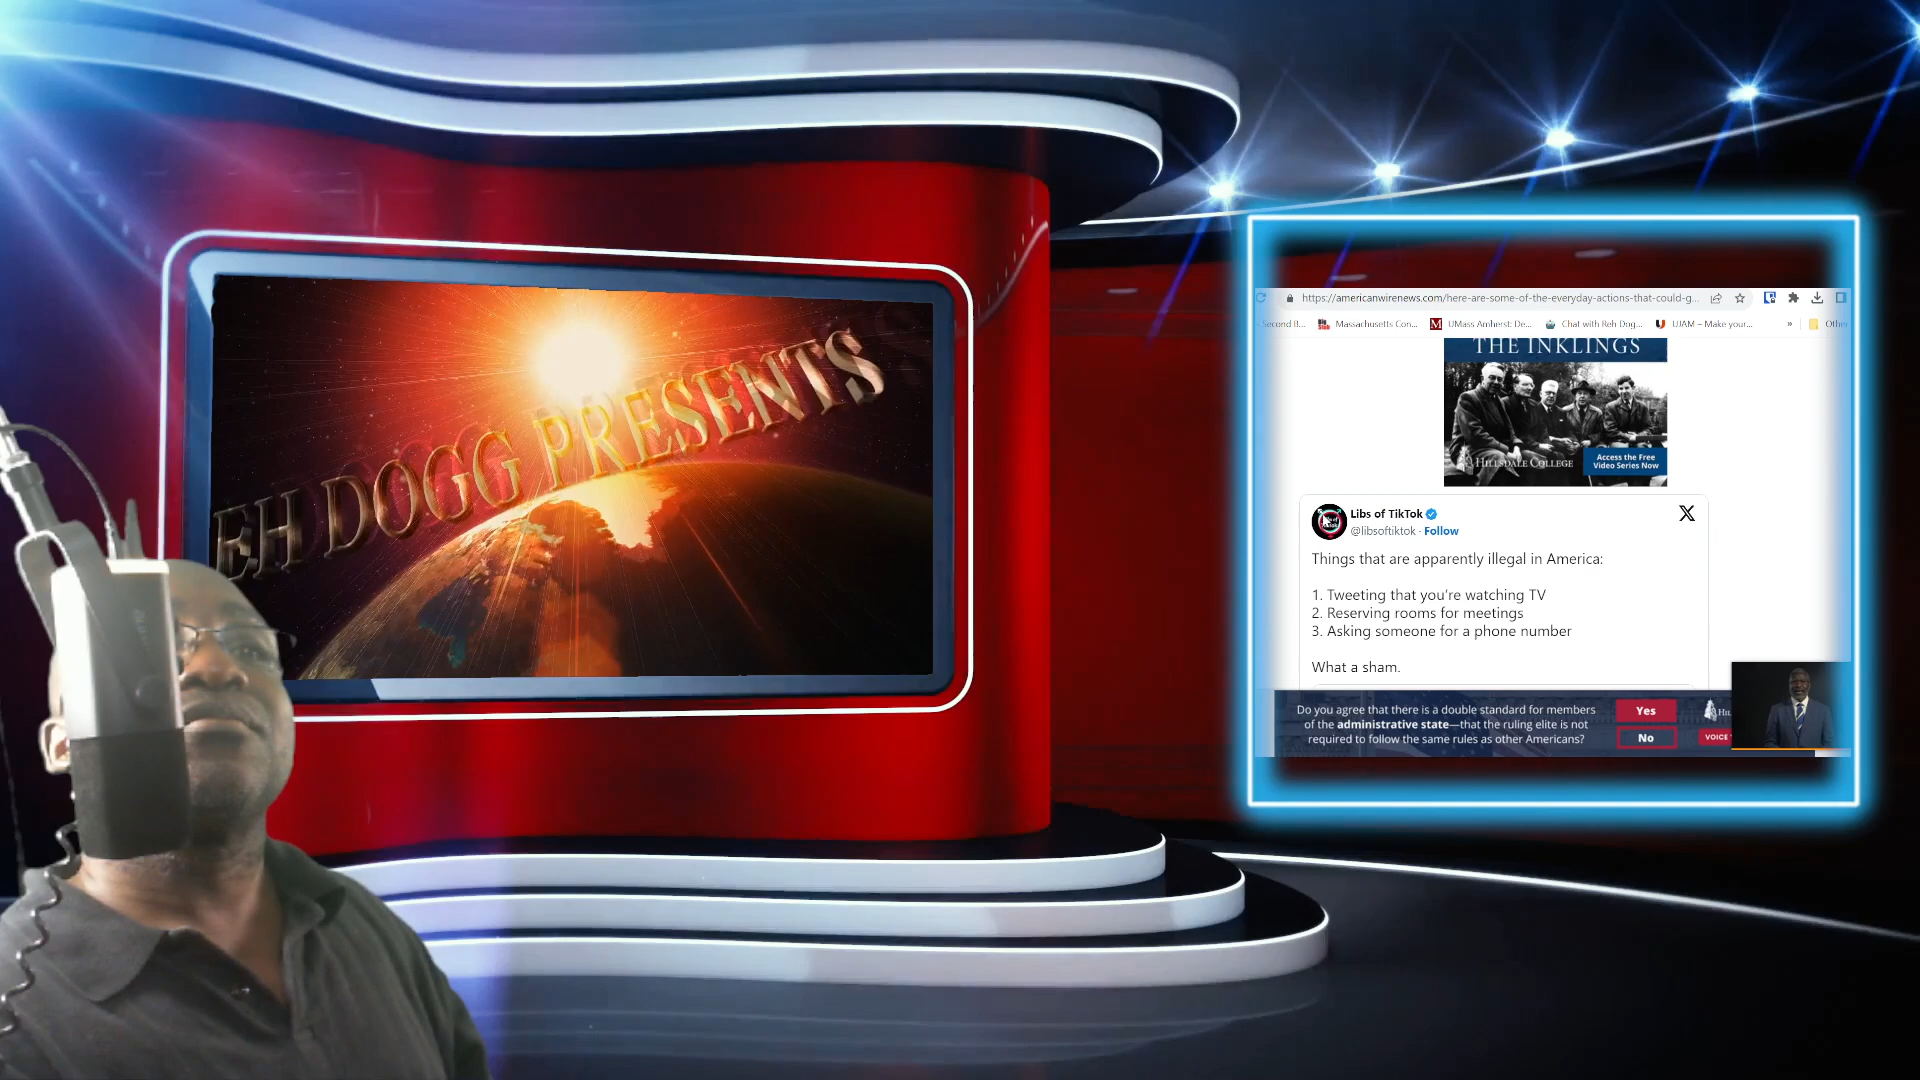 EH DOGG PRESENTS
https://americanwirenews.com/here-are-some-of-the-everyday-actions-that-could-g...
Second B... Massachusetts Con... UMass Amherst: De... Chat with Reh Dog... UJAM – Make your... » Othe
THE INKLINGS
HILLSDALE COLLEGE
Access the Free
Video Series Now
Libs of TikTok
@libsoftiktok · Follow
Things that are apparently illegal in America:
1. Tweeting that you're watching TV
2. Reserving rooms for meetings
3. Asking someone for a phone number
What a sham.
Do you agree that there is a double standard for members
of the administrative state—that the ruling elite is not
required to follow the same rules as other Americans?
Yes
No
VOICE